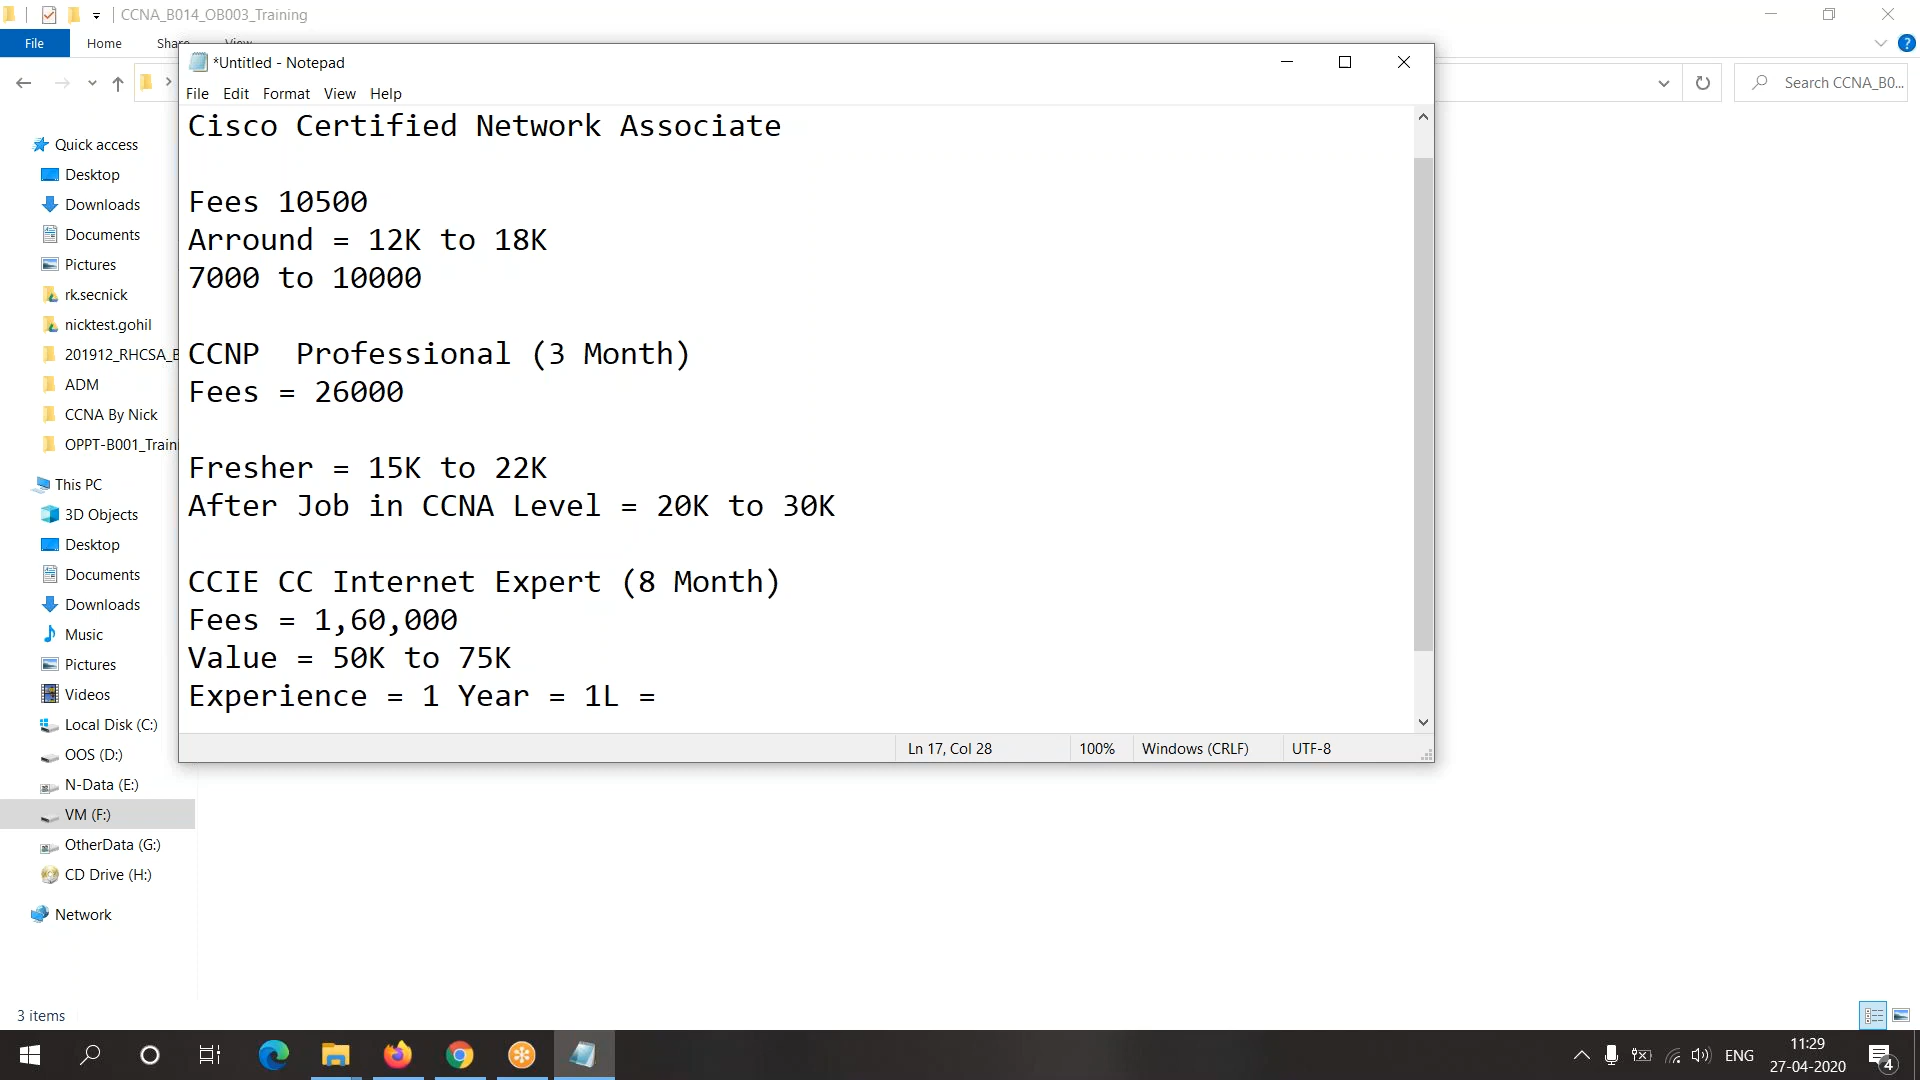 CCNA_B014_OB003_Training
File
Home
Share
View
*Untitled - Notepad
File Edit Format View Help
Search CCNA_B0...
Cisco Certified Network Associate
Fees 10500
Arround = 12K to 18K
7000 to 10000
CCNP  Professional (3 Month)
Fees = 26000
Fresher = 15K to 22K
After Job in CCNA Level = 20K to 30K
CCIE CC Internet Expert (8 Month)
Fees = 1,60,000
Value = 50K to 75K
Experience = 1 Year = 1L =
Ln 17, Col 28
100%
Windows (CRLF)
UTF-8
Quick access
Desktop
Downloads
Documents
Pictures
rk.secnick
nicktest.gohil
201912_RHCSA_B
ADM
CCNA By Nick
OPPT-B001_Traini
This PC
3D Objects
Desktop
Documents
Downloads
Music
Pictures
Videos
Local Disk (C:)
OOS (D:)
N-Data (E:)
VM (F:)
OtherData (G:)
CD Drive (H:)
Network
3 items
ENG
11:29
27-04-2020
4